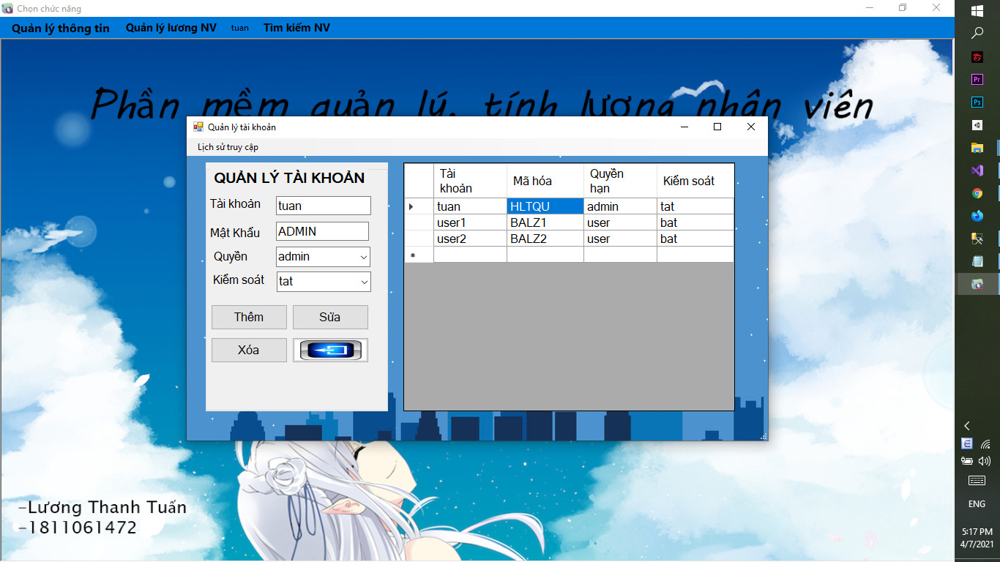 Chọn chức năng
Quản lý thông tin Quản lý lương NV tuan Tìm kiếm NV
Phần mềm quản lý, tính lương nhân viên
Quản lý tài khoản
Lịch sử truy cập
QUẢN LÝ TÀI KHOẢN
Tài khoản tuan
Mật Khẩu ADMIN
Quyền admin
Kiểm soát tat
Thêm Sửa
Xóa
Tài khoản Mã hóa Quyền hạn Kiểm soát
tuan HLTQU admin tat
user1 BALZ1 user bat
user2 BALZ2 user bat
-Lương Thanh Tuấn
-1811061472
Pr
Ps
E
ENG
5:17 PM
4/7/2021